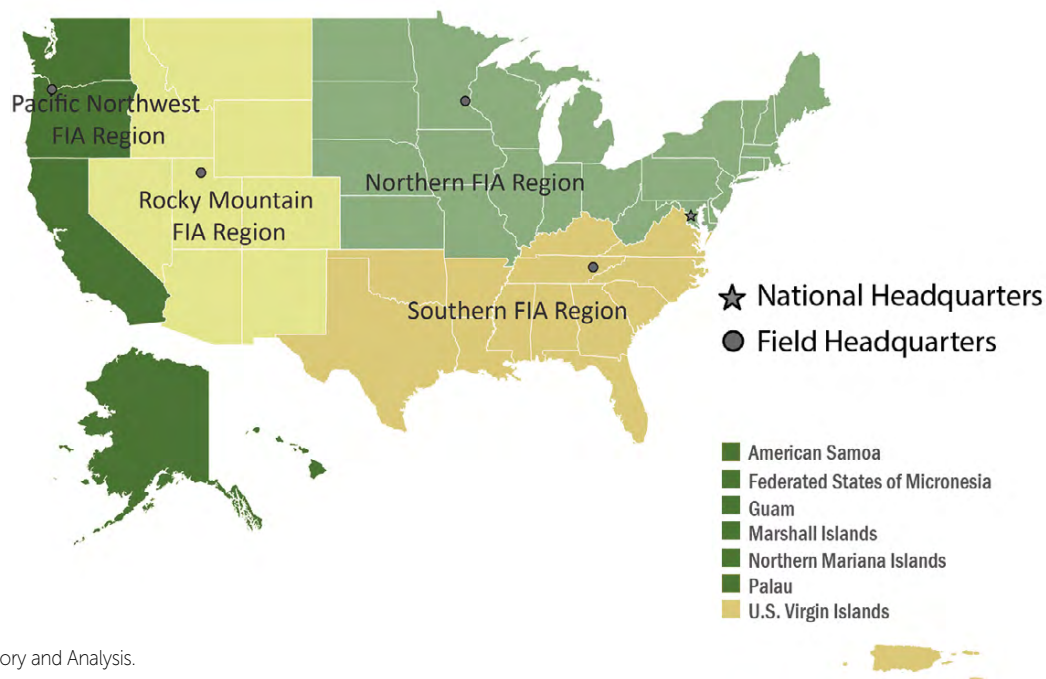 Pacific Northwest
FIA Region
Rocky Mountain
FIA Region
Northern FIA Region
Southern FIA Region
National Headquarters
Field Headquarters
American Samoa
Federated States of Micronesia
Guam
Marshall Islands
Northern Mariana Islands
Palau
U.S. Virgin Islands
ory and Analysis.